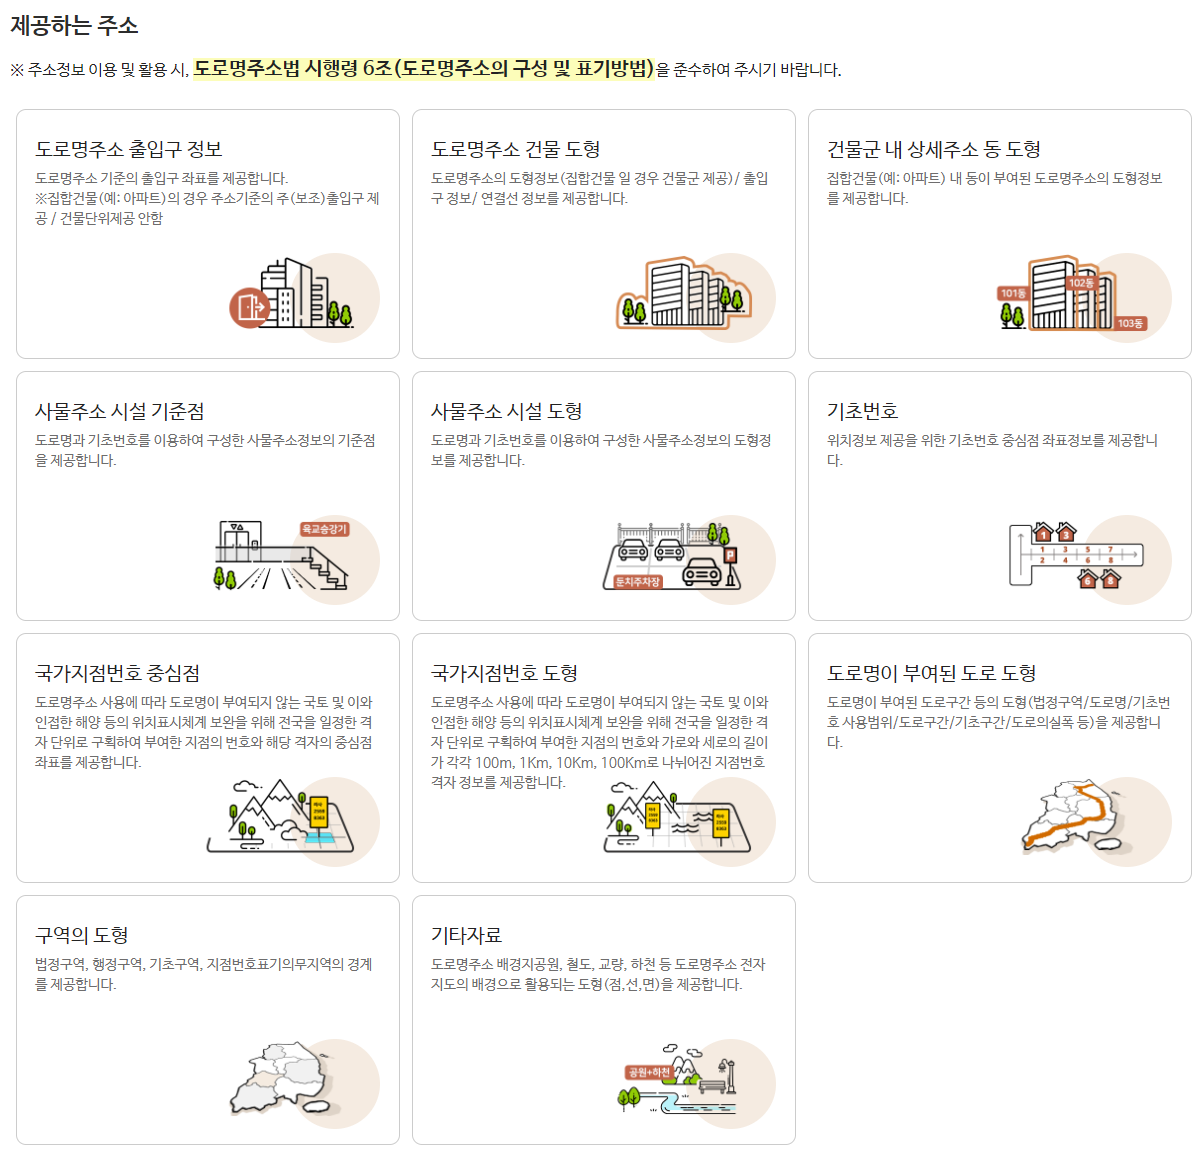 제공하는 주소
※ 주소정보 이용 및 활용 시, 도로명주소법 시행령 6조(도로명주소의 구성 및 표기방법)을 준수하여 주시기 바랍니다.
도로명주소 출입구 정보
도로명주소 기준의 출입구 좌표를 제공합니다.
※집합건물(예: 아파트)의 경우 주소기준의 주(보조)출입구 제
공 / 건물단위제공 안함
도로명주소 건물 도형
도로명주소의 도형정보(집합건물 일 경우 건물군 제공)/ 출입
구 정보/ 연결선 정보를 제공합니다.
건물군 내 상세주소 동 도형
집합건물(예: 아파트) 내 동이 부여된 도로명주소의 도형정보
를 제공합니다.
101동
102동
103동
사물주소 시설 기준점
도로명과 기초번호를 이용하여 구성한 사물주소정보의 기준점
을 제공합니다.
육교승강기
사물주소 시설 도형
도로명과 기초번호를 이용하여 구성한 사물주소정보의 도형정
보를 제공합니다.
P
둔치주차장
기초번호
위치정보 제공을 위한 기초번호 중심점 좌표정보를 제공합니
다.
1 3
1 3 5 7
2 4 6 8
6 8
국가지점번호 중심점
도로명주소 사용에 따라 도로명이 부여되지 않는 국토 및 이와
인접한 해양 등의 위치표시체계 보완을 위해 전국을 일정한 격
자 단위로 구획하여 부여한 지점의 번호와 해당 격자의 중심점
좌표를 제공합니다.
국가지점번호 도형
도로명주소 사용에 따라 도로명이 부여되지 않는 국토 및 이와
인접한 해양 등의 위치표시체계 보완을 위해 전국을 일정한 격
자 단위로 구획하여 부여한 지점의 번호와 가로와 세로의 길이
가 각각 100m, 1Km, 10Km, 100Km로 나뉘어진 지점번호
격자 정보를 제공합니다.
도로명이 부여된 도로 도형
도로명이 부여된 도로구간 등의 도형(법정구역/도로명/기초번
호 사용범위/도로구간/기초구간/도로의실폭 등)을 제공합니
다.
구역의 도형
법정구역, 행정구역, 기초구역, 지점번호표기의무지역의 경계
를 제공합니다.
기타자료
도로명주소 배경지공원, 철도, 교량, 하천 등 도로명주소 전자
지도의 배경으로 활용되는 도형(점,선,면)을 제공합니다.
공원+하천